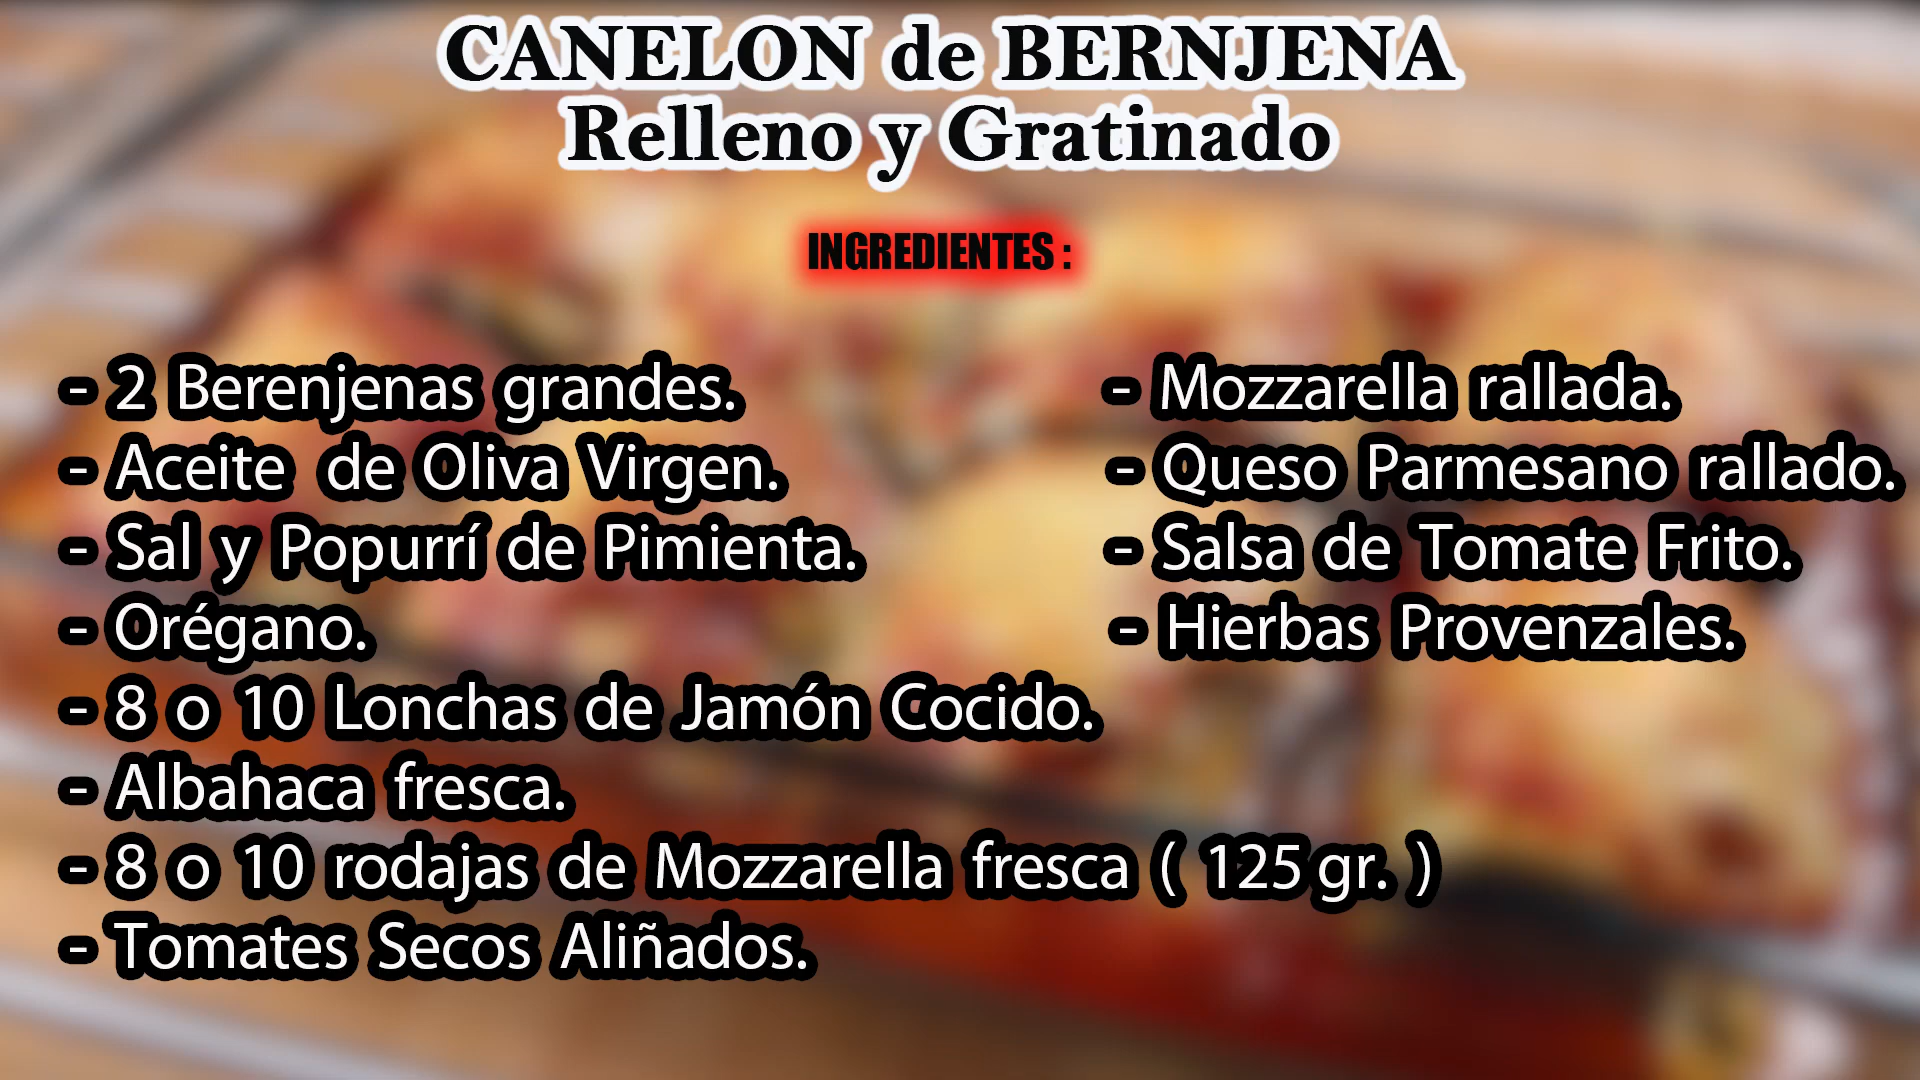 CANELON de BERNJENA
Relleno y Gratinado
INGREDIENTES :
- 2 Berenjenas grandes.
- Aceite de Oliva Virgen.
- Sal y Popurrí de Pimienta.
- Orégano.
- 8 o 10 Lonchas de Jamón Cocido.
- Albahaca fresca.
- 8 o 10 rodajas de Mozzarella fresca ( 125 gr. )
- Tomates Secos Aliñados.
- Mozzarella rallada.
- Queso Parmesano rallado.
- Salsa de Tomate Frito.
- Hierbas Provenzales.